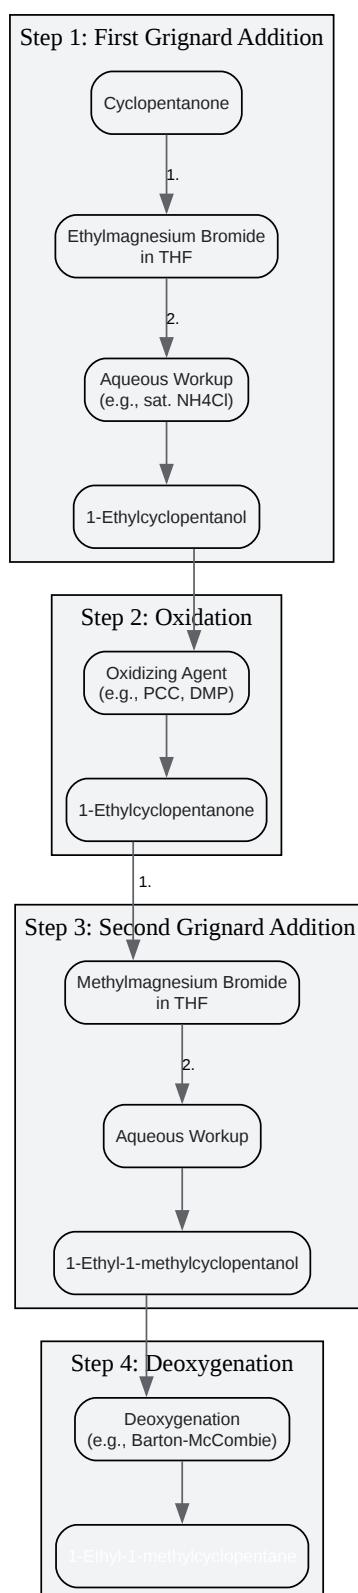 Step 1: First Grignard Addition
Cyclopentanone
1.
Ethylmagnesium Bromide
in THF
2.
Aqueous Workup
(e.g., sat. NH4Cl)
1-Ethylcyclopentanol
Step 2: Oxidation
Oxidizing Agent
(e.g., PCC, DMP)
1-Ethylcyclopentanone
1.
Step 3: Second Grignard Addition
Methylmagnesium Bromide
in THF
2.
Aqueous Workup
1-Ethyl-1-methylcyclopentanol
Step 4: Deoxygenation
Deoxygenation
(e.g., Barton-McCombie)
1-Ethyl-1-methylcyclopentane